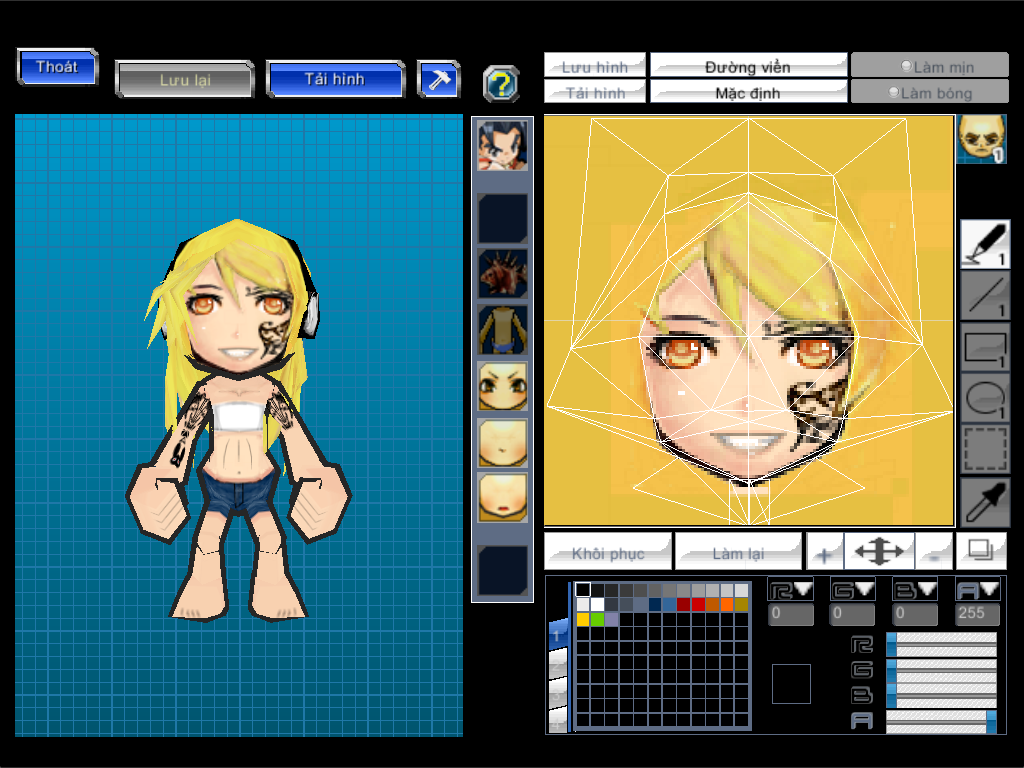 Thoát
Lưu lại
Tải hình
?
Lưu hình
Đường viền
Làm mịn
Tải hình
Mặc định
Làm bóng
1
1
1
1
1
Khôi phục
Làm lại
+
-
R
G
B
A
0
0
0
255
1
R
G
B
A